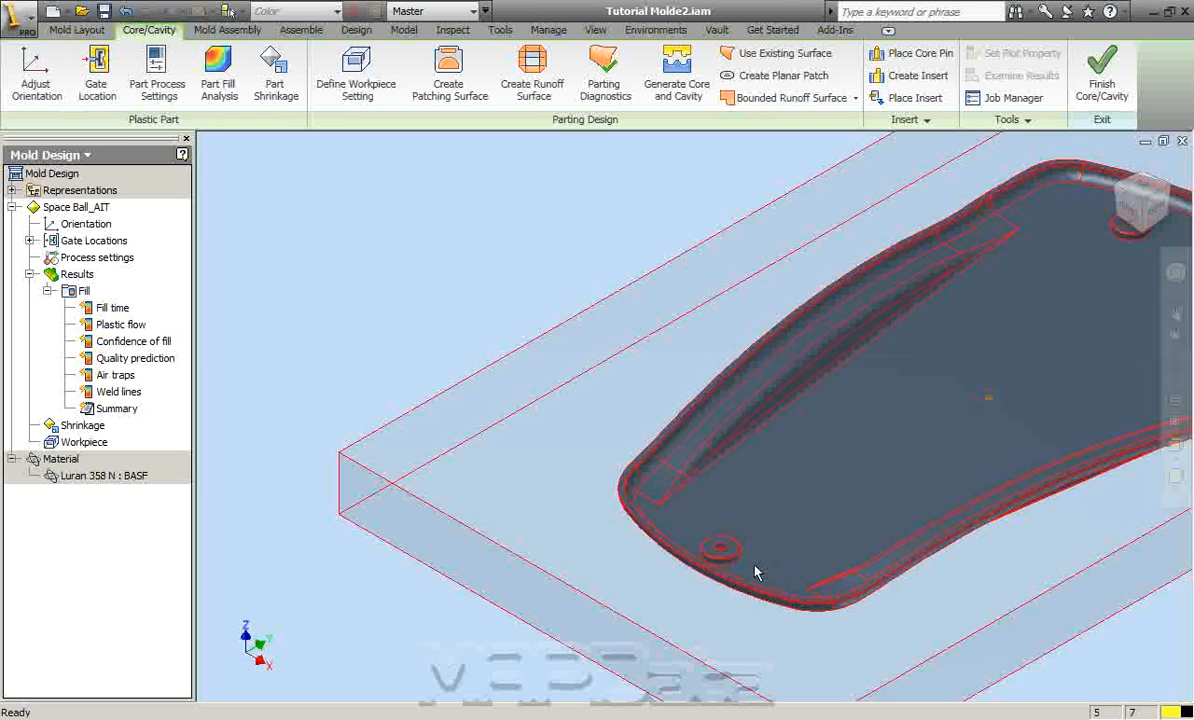 PRO
Color
Master
Tutorial Molde2.iam
Type a keyword or phrase
Mold Layout
Core/Cavity
Mold Assembly
Assemble
Design
Model
Inspect
Tools
Manage
View
Environments
Vault
Get Started
Add-Ins
Adjust
Orientation
Gate
Location
Part Process
Settings
Part Fill
Analysis
Part
Shrinkage
Define Workpiece
Setting
Create
Patching Surface
Create Runoff
Surface
Parting
Diagnostics
Generate Core
and Cavity
Use Existing Surface
Create Planar Patch
Bounded Runoff Surface
Place Core Pin
Create Insert
Place Insert
Set Plot Property
Examine Results
Job Manager
Finish
Core/Cavity
Plastic Part
Parting Design
Insert
Tools
Exit
Mold Design
Mold Design
Representations
Space Ball_AIT
Orientation
Gate Locations
Process settings
Results
Fill
Fill time
Plastic flow
Confidence of fill
Quality prediction
Air traps
Weld lines
Summary
Shrinkage
Workpiece
Material
Luran 358 N : BASF
Z
Y
X
Ready
5
7